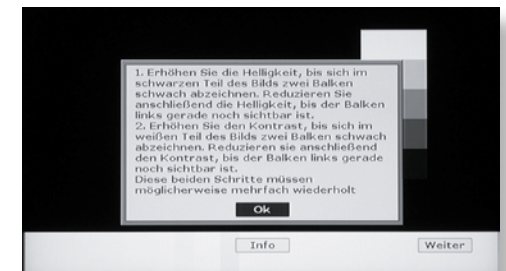 1. Erhöhen Sie die Helligkeit, bis sich im
schwarzen Teil des Bilds zwei Balken
schwach abzeichnen. Reduzieren Sie
anschließend die Helligkeit, bis der Balken
links gerade noch sichtbar ist.
2. Erhöhen Sie den Kontrast, bis sich im
weißen Teil des Bilds zwei Balken schwach
abzeichnen. Reduzieren sie anschließend
den Kontrast, bis der Balken links gerade
noch sichtbar ist.
Diese beiden Schritte müssen
möglicherweise mehrfach wiederholt
Ok
Info
Weiter